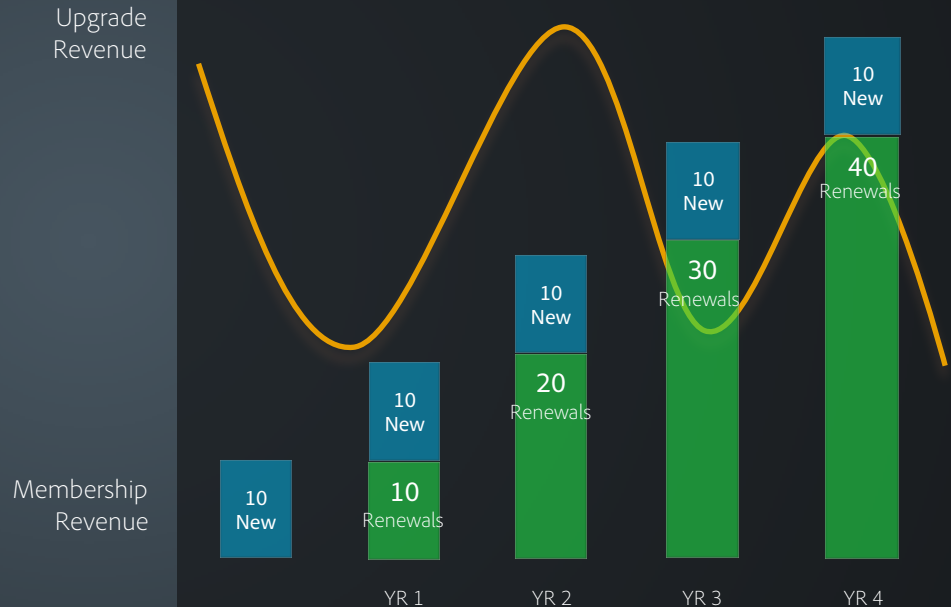 Upgrade
Revenue
10
New
40
Renewals
10
New
30
Renewals
10
New
20
Renewals
10
New
10
Renewals
Membership
Revenue
10
New
YR 1
YR 2
YR 3
YR 4